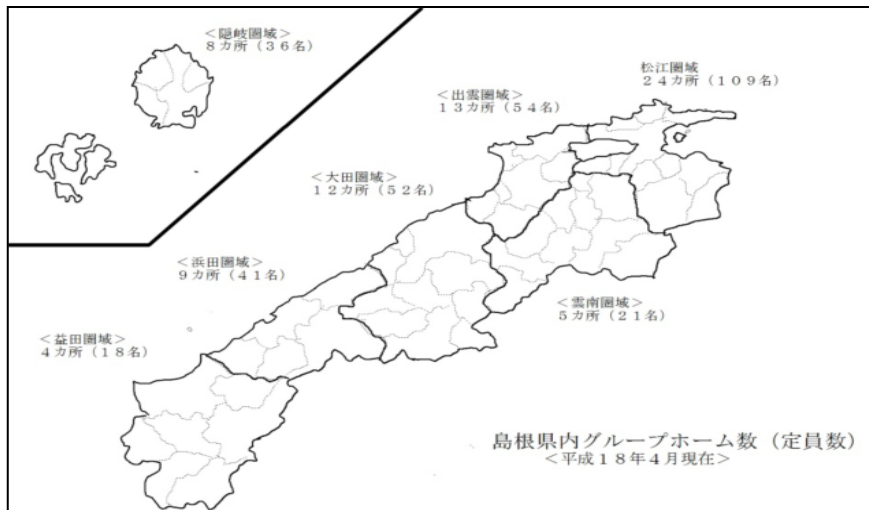 ＜隠岐圏域＞
８カ所（３６名）
松江圏域
２４カ所（１０９名）
＜出雲圏域＞
１３カ所（５４名）
＜大田圏域＞
１２カ所（５２名）
＜浜田圏域＞
９カ所（４１名）
＜雲南圏域＞
５カ所（２１名）
＜益田圏域＞
４カ所（１８名）
島根県内グループホーム数（定員数）
＜平成１８年４月現在＞